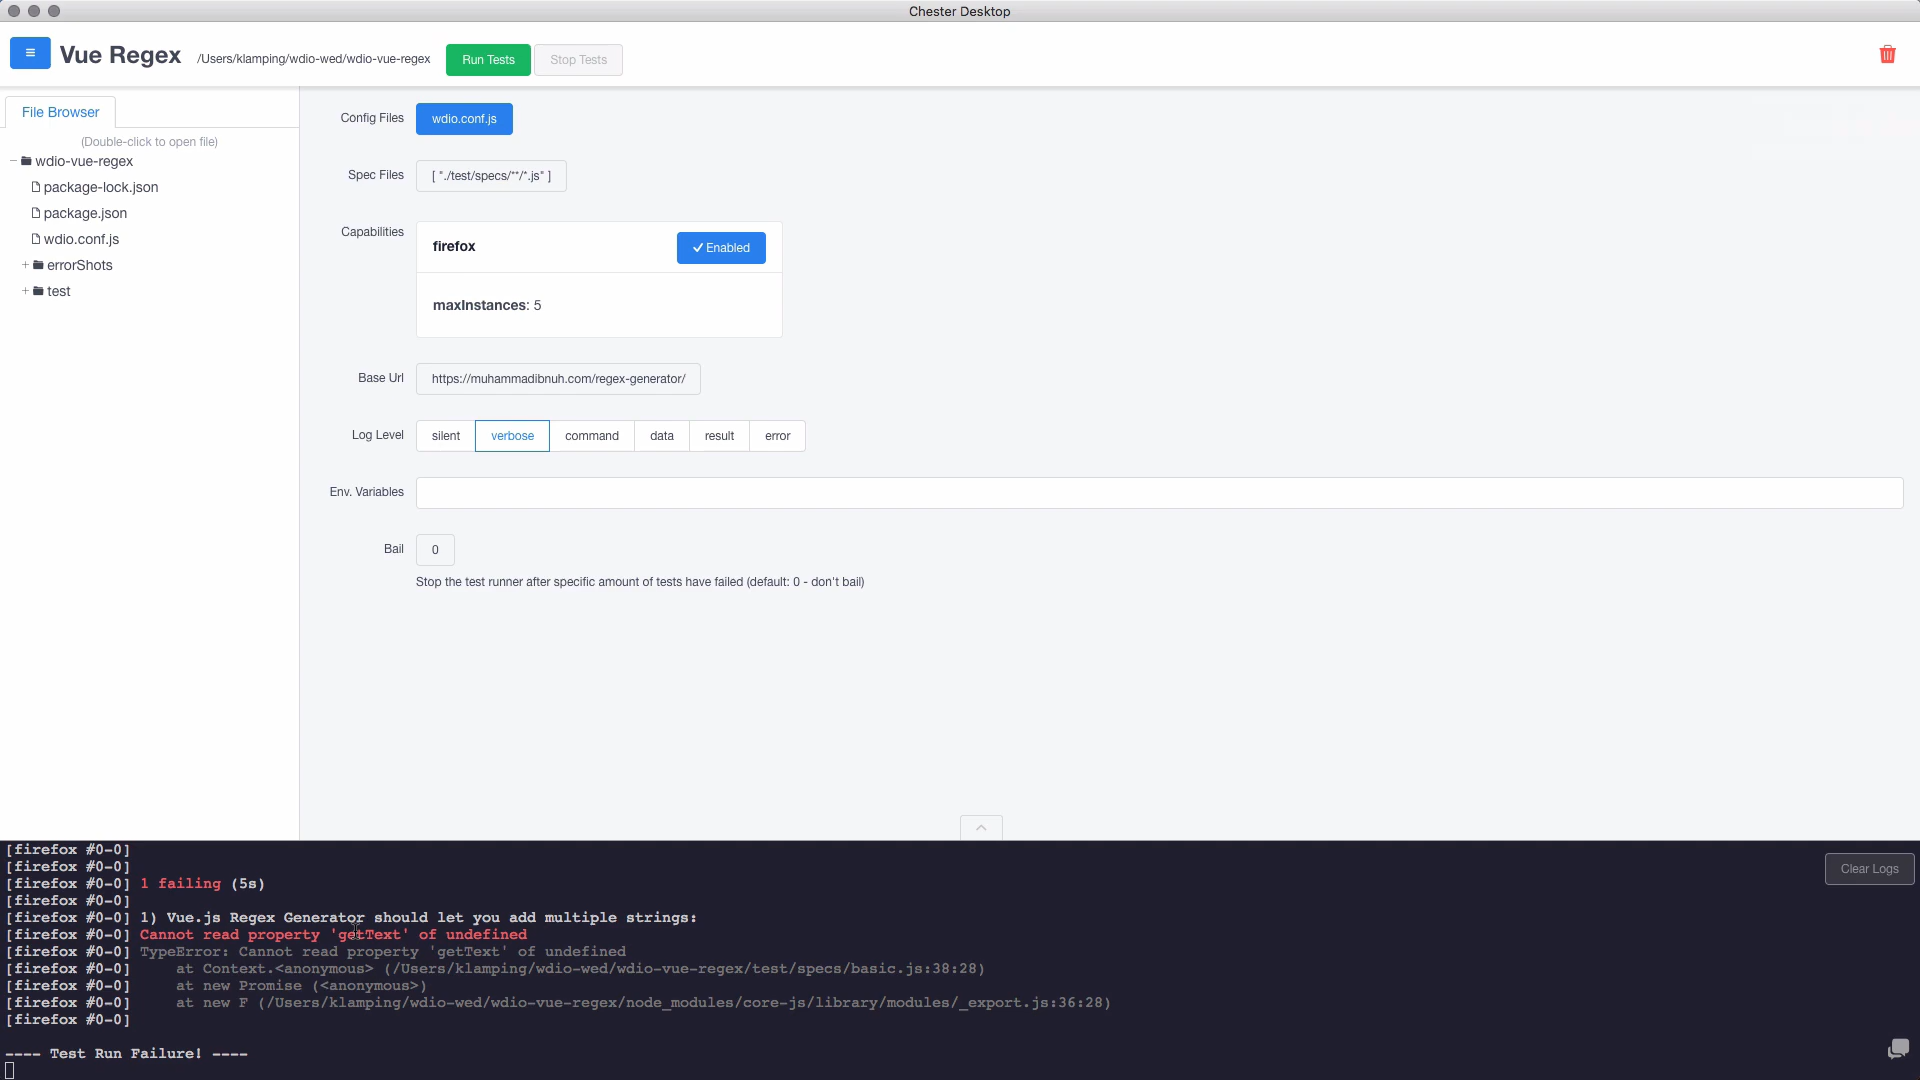 Chester Desktop
Vue Regex /Users/klamping/wdio-wed/wdio-vue-regex Run Tests Stop Tests
File Browser
(Double-click to open file)
wdio-vue-regex
package-lock.json
package.json
wdio.conf.js
errorShots
test
Config Files wdio.conf.js
Spec Files [ "./test/specs/**/*.js" ]
Capabilities firefox Enabled
maxInstances: 5
Base Url https://muhammadibnuh.com/regex-generator/
Log Level silent verbose command data result error
Env. Variables
Bail 0
Stop the test runner after specific amount of tests have failed (default: 0 - don't bail)
Clear Logs
[firefox #0-0]
[firefox #0-0]
[firefox #0-0] 1 failing (5s)
[firefox #0-0]
[firefox #0-0] 1) Vue.js Regex Generator should let you add multiple strings:
[firefox #0-0] Cannot read property 'getText' of undefined
[firefox #0-0] TypeError: Cannot read property 'getText' of undefined
[firefox #0-0]     at Context.<anonymous> (/Users/klamping/wdio-wed/wdio-vue-regex/test/specs/basic.js:38:28)
[firefox #0-0]     at new Promise (<anonymous>)
[firefox #0-0]     at new F (/Users/klamping/wdio-wed/wdio-vue-regex/node_modules/core-js/library/modules/_export.js:36:28)
[firefox #0-0]
---- Test Run Failure! ----